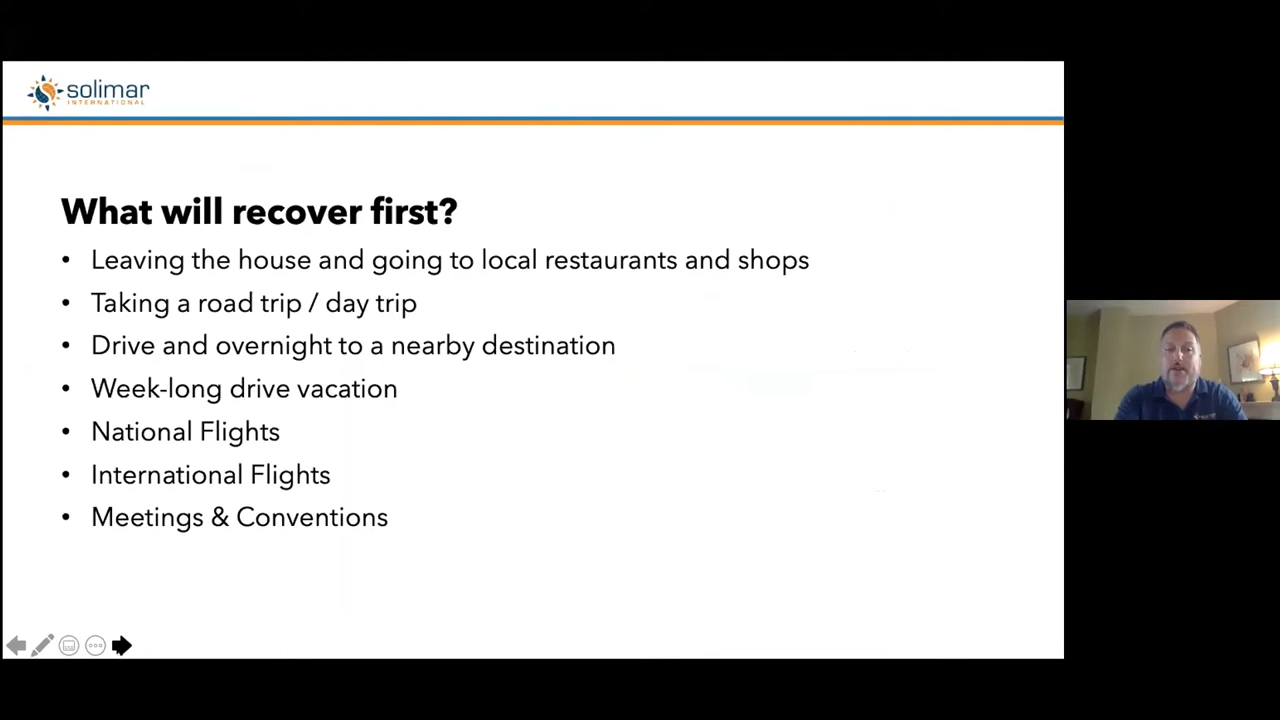 solimar
INTERNATIONAL
What will recover first?
• Leaving the house and going to local restaurants and shops
• Taking a road trip / day trip
• Drive and overnight to a nearby destination
• Week-long drive vacation
• National Flights
• International Flights
• Meetings & Conventions